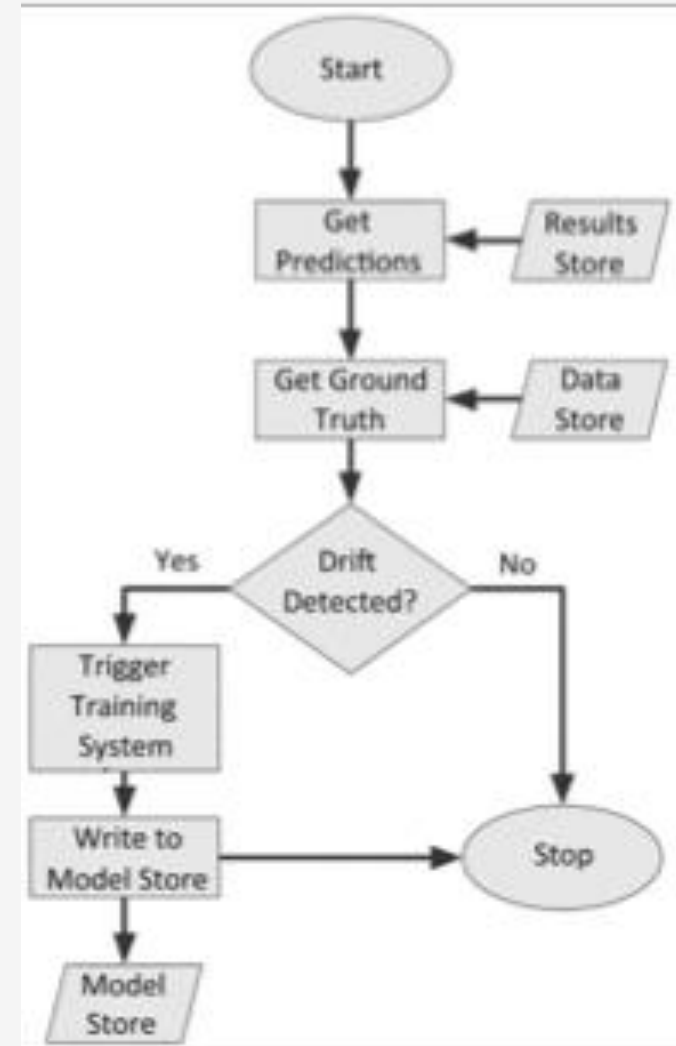 Start
Get
Predictions
Results
Store
Get Ground
Truth
Data
Store
Drift
Detected?
Yes
No
Trigger
Training
System
Write to
Model Store
Stop
Model
Store